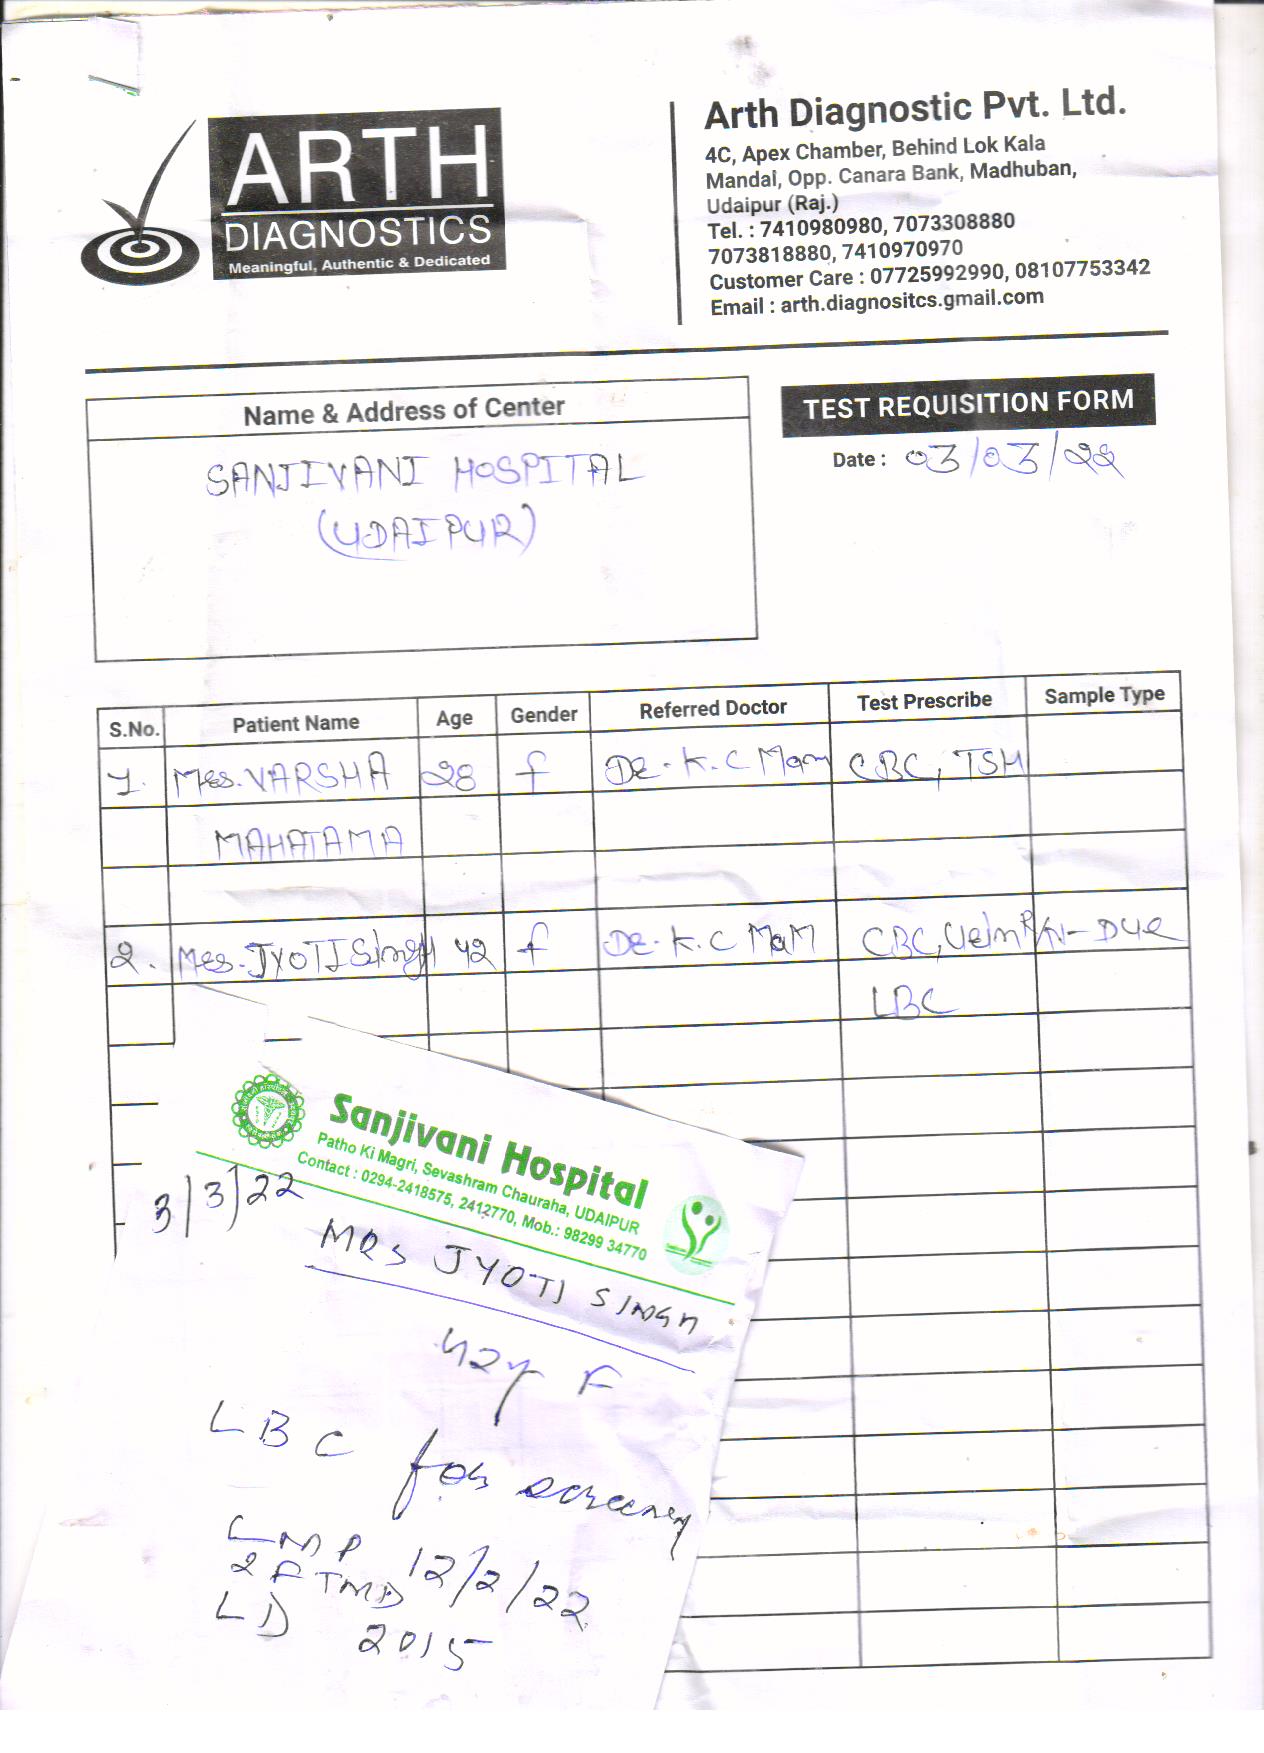 ARTH
DIAGNOSTICS
Meaningful, Authentic & Dedicated
Arth Diagnostic Pvt. Ltd.
4C, Apex Chamber, Behind Lok Kala
Mandal, Opp. Canara Bank, Madhuban,
Udaipur (Raj.)
Tel. : 7410980980, 7073308880
7073818880, 7410970970
Customer Care : 07725992990, 08107753342
Email : arth.diagnositcs.gmail.com
Name & Address of Center
SANJIVANI HOSPITAL
(UDAIPUR)
TEST REQUISITION FORM
Date : 03/03/22
S.No. Patient Name Age Gender Referred Doctor Test Prescribe Sample Type
1. Mrs. VARSHA 28 f Dr. K.C Mam CBC, TSH
MAHATAMA
2. Mrs. JYOTI Singh 42 f Dr. K.C MaM CBC, Urin R/M - Due
LBC
Sanjivani Hospital
Patho Ki Magri, Sevashram Chauraha, UDAIPUR
Contact : 0294-2418575, 2412770, Mob.: 98299 34770
3/3/22
MRS JYOTI SINGH
42y F
LBC for
LMP 12/2/22
2 FTMD
LD 2015